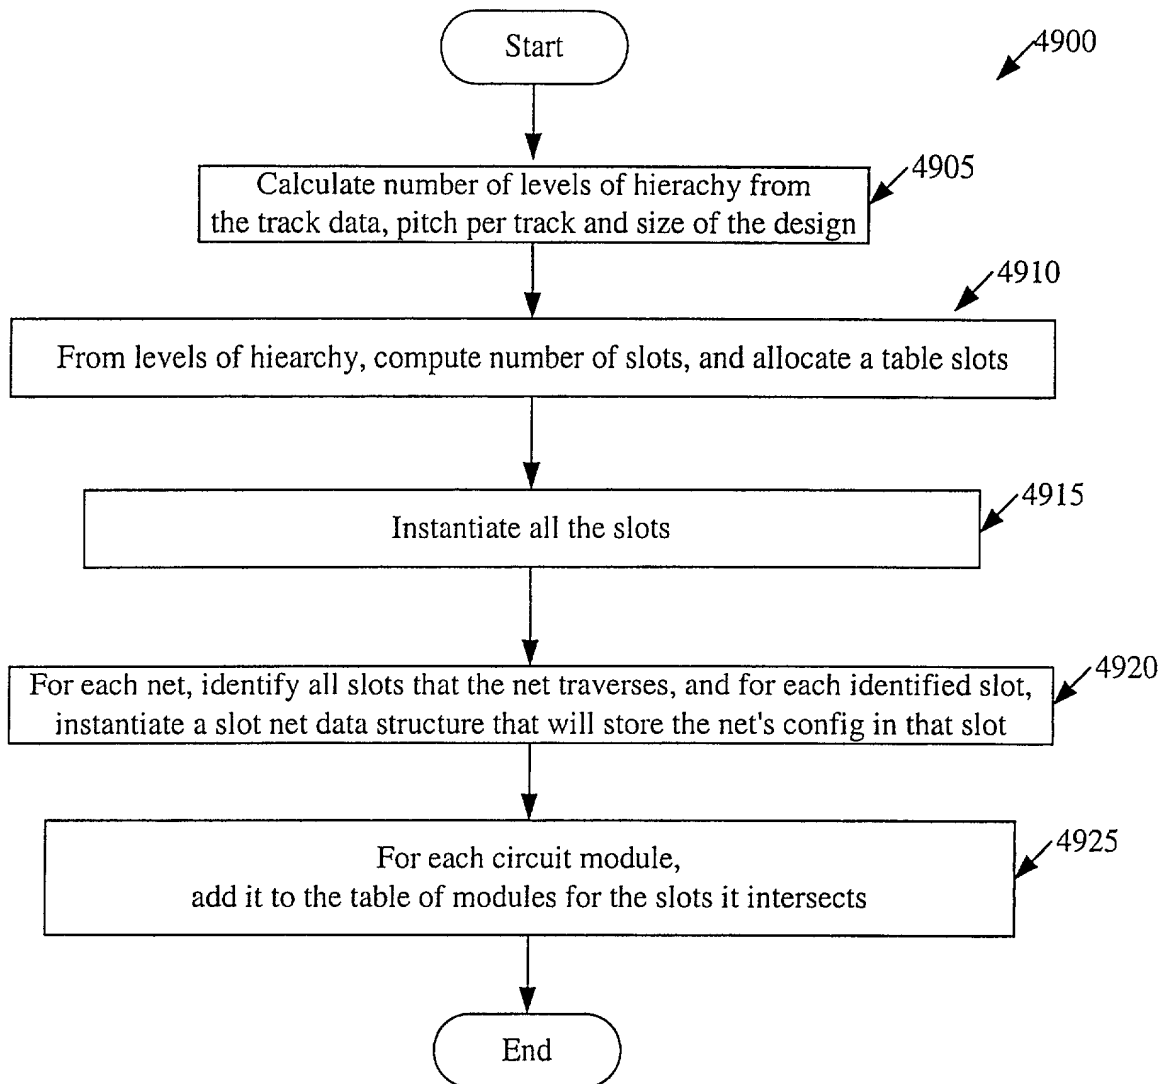 Start
4900
4905
Calculate number of levels of hierachy from
the track data, pitch per track and size of the design
4910
From levels of hiearchy, compute number of slots, and allocate a table slots
4915
Instantiate all the slots
4920
For each net, identify all slots that the net traverses, and for each identified slot,
instantiate a slot net data structure that will store the net's config in that slot
4925
For each circuit module,
add it to the table of modules for the slots it intersects
End